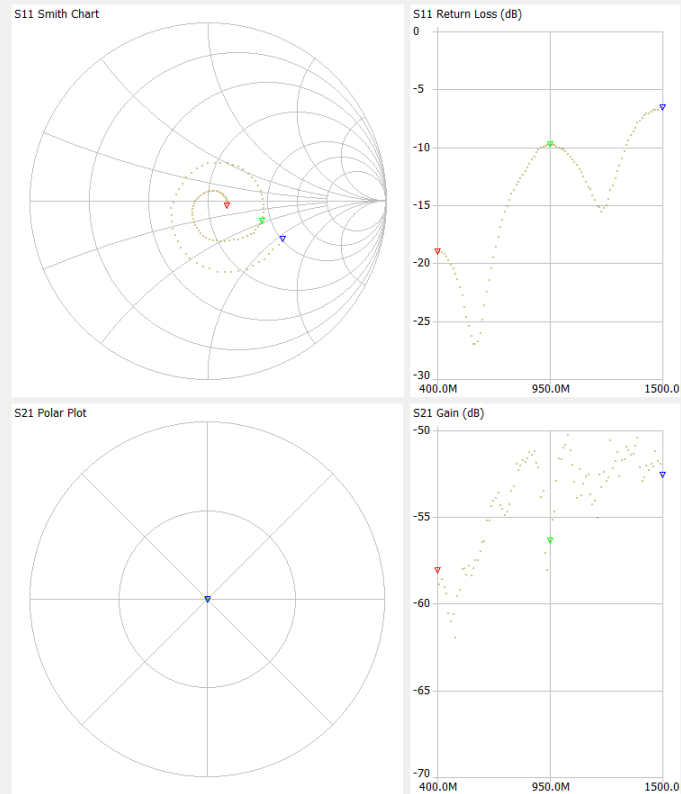 S11 Smith Chart
S11 Return Loss (dB)
0
-5
-10
-15
-20
-25
-30
400.0M 950.0M 1500.0
S21 Polar Plot
S21 Gain (dB)
-50
-55
-60
-65
-70
400.0M 950.0M 1500.0